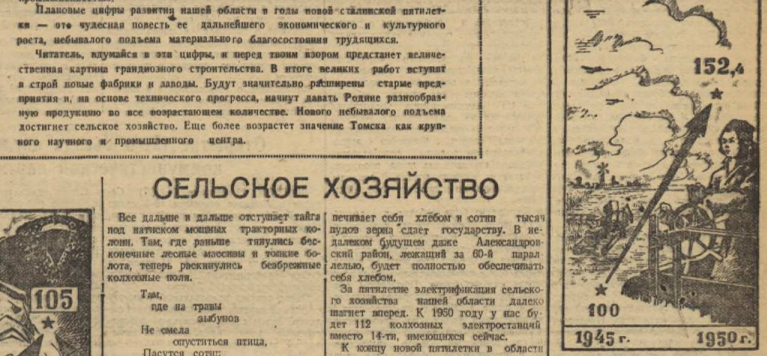 Плановые цифры развития нашей области в годы новой сталинской пятилет-
ки — это чудесная повесть ее дальнейшего экономического и культурного
роста, небывалого подъема материального благосостояния трудящихся.
Читатель, вдумайся в эти цифры, и перед твоим взором предстанет величе-
ственная картина грандиозного строительства. В итоге великих работ вступят
в строй новые фабрики и заводы. Будут значительно расширены старые пред-
приятия и, на основе технического прогресса, начнут давать Родине разнообраз-
ную продукцию во все возрастающем количестве. Нового небывалого подъема
достигнет сельское хозяйство. Еще более возрастет значение Томска как круп-
ного научного и промышленного центра.
СЕЛЬСКОЕ ХОЗЯЙСТВО
Все дальше и дальше отступает тайга
под натиском мощных тракторных ко-
лонн. Там, где раньше тянулись бес-
конечные лесные массивы и топкие бо-
лота, теперь раскинулись безбрежные
колхозные поля.
Там,
где на травы
зыбунов
Не смела
опуститься птица,
Пасутся сотни:
печивает себя хлебом и сотни тысяч
пудов зерна сдает государству. В не-
далеком будущем даже Александров-
ский район, лежащий за 60-й парал-
лелью, будет полностью обеспечивать
себя хлебом.
За пятилетие электрификация сельско-
го хозяйства нашей области далеко
шагнет вперед. К 1950 году у нас бу-
дет 112 колхозных электростанций
вместо 14-ти, имеющихся сейчас.
К концу новой пятилетки в области
105
152,4
100
1945 г. 1950 г.